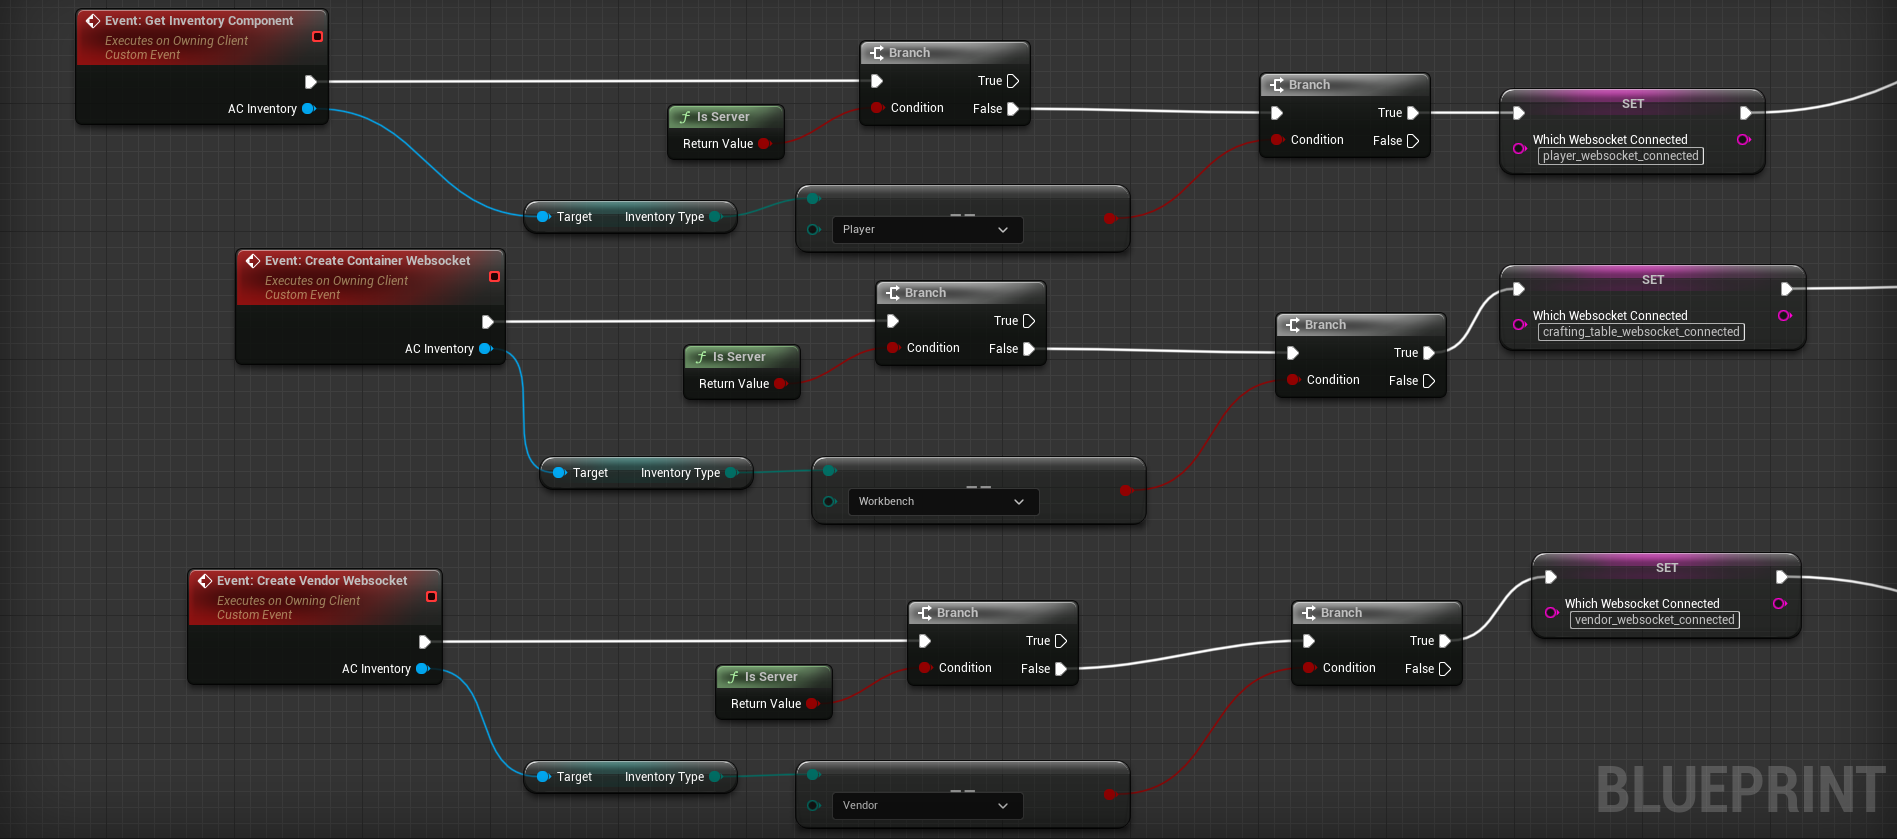 Event: Get Inventory Component
Executes on Owning Client
Custom Event
AC Inventory
Is Server
Return Value
Branch
True
Condition
False
Target
Inventory Type
==
Player
Branch
True
Condition
False
SET
Which Websocket Connected
player_websocket_connected
Event: Create Container Websocket
Executes on Owning Client
Custom Event
AC Inventory
Is Server
Return Value
Branch
True
Condition
False
Target
Inventory Type
==
Workbench
Branch
True
Condition
False
SET
Which Websocket Connected
crafting_table_websocket_connected
Event: Create Vendor Websocket
Executes on Owning Client
Custom Event
AC Inventory
Is Server
Return Value
Branch
True
Condition
False
Target
Inventory Type
==
Vendor
Branch
True
Condition
False
SET
Which Websocket Connected
vendor_websocket_connected
BLUEPRINT